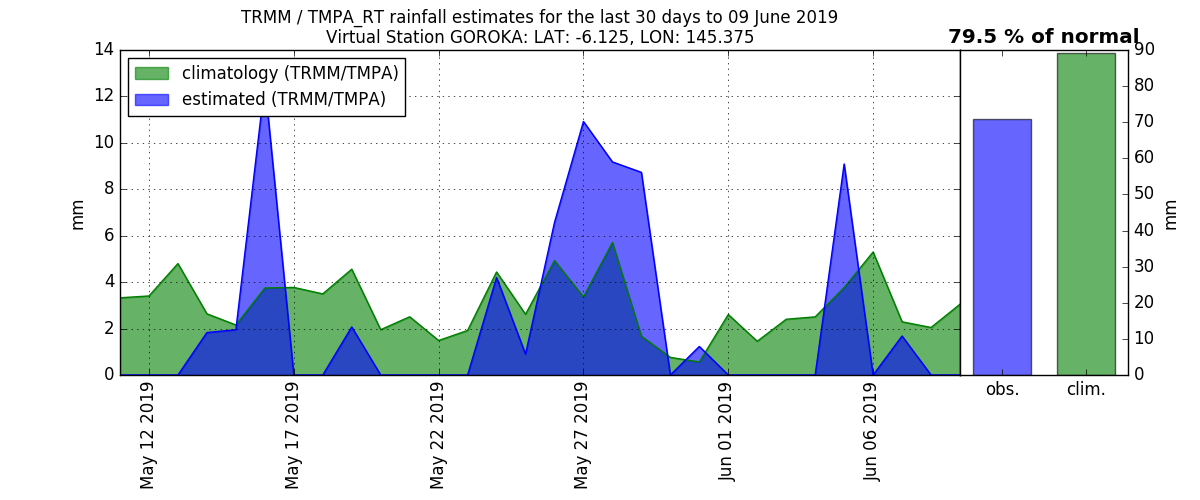 TRMM / TMPA_RT rainfall estimates for the last 30 days to 09 June 2019
Virtual Station GOROKA: LAT: -6.125, LON: 145.375
79.5 % of normal
climatology (TRMM/TMPA)
estimated (TRMM/TMPA)
14
12
10
8
6
4
2
0
mm
May 12 2019
May 17 2019
May 22 2019
May 27 2019
Jun 01 2019
Jun 06 2019
obs.
clim.
90
80
70
60
50
40
30
20
10
0
mm